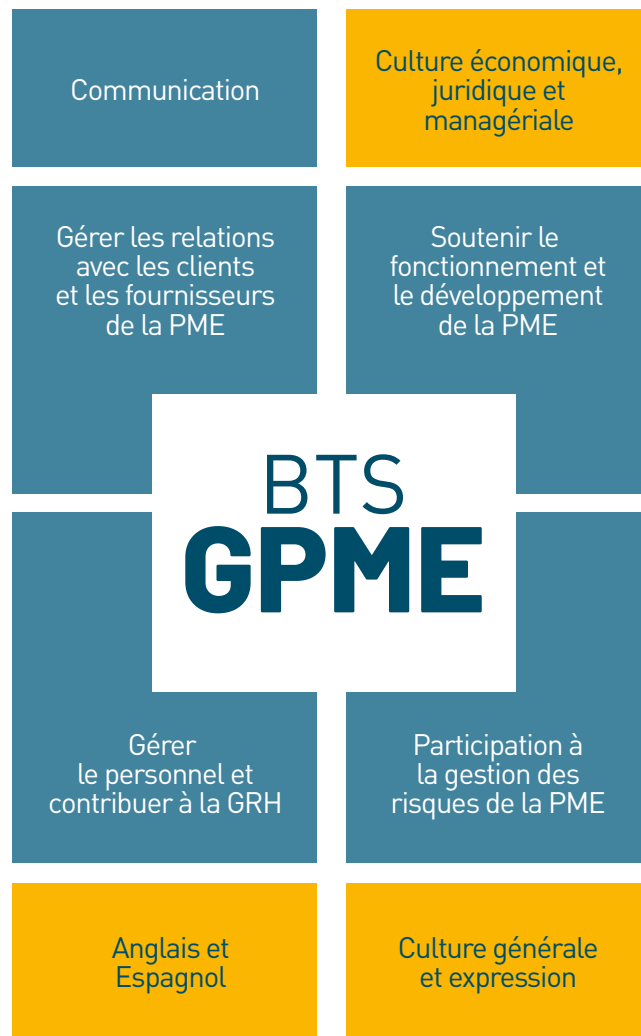 Communication
Culture économique,
juridique et
managériale
Gérer les relations
avec les clients
et les fournisseurs
de la PME
Soutenir le
fonctionnement et
le développement
de la PME
BTS
GPME
Gérer
le personnel et
contribuer à la GRH
Participation à
la gestion des
risques de la PME
Anglais et
Espagnol
Culture générale
et expression